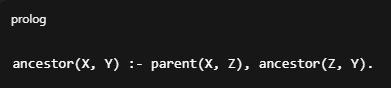 prolog
ancestor(X, Y) :- parent(X, Z), ancestor(Z, Y).